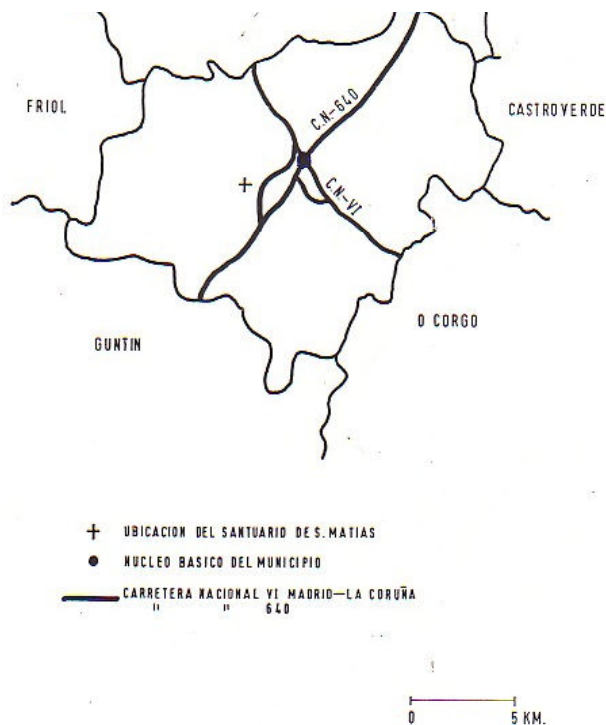 C.N-640
FRIOL
CASTROVERDE
C.N-VI
O CORGO
GUNTIN
UBICACION DEL SANTUARIO DE S. MATIAS
NUCLEO BASICO DEL MUNICIPIO
CARRETERA NACIONAL VI MADRID—LA CORUÑA
" " 640
0 5 KM.